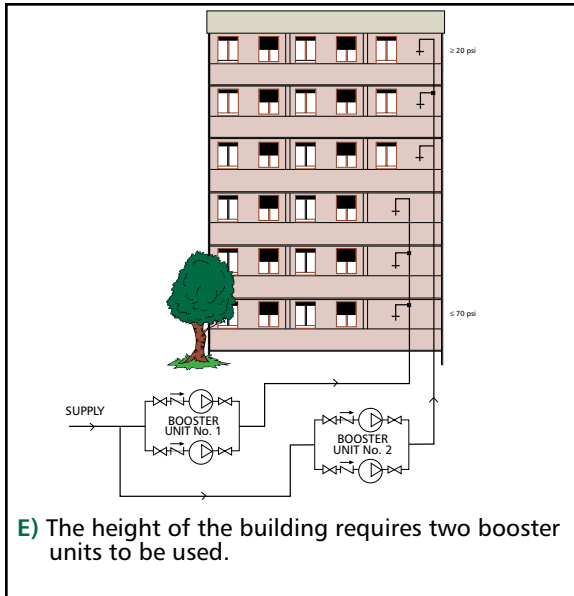 ≥ 20 psi
≤ 70 psi
SUPPLY
BOOSTER
UNIT No. 1
BOOSTER
UNIT No. 2
E) The height of the building requires two booster
units to be used.